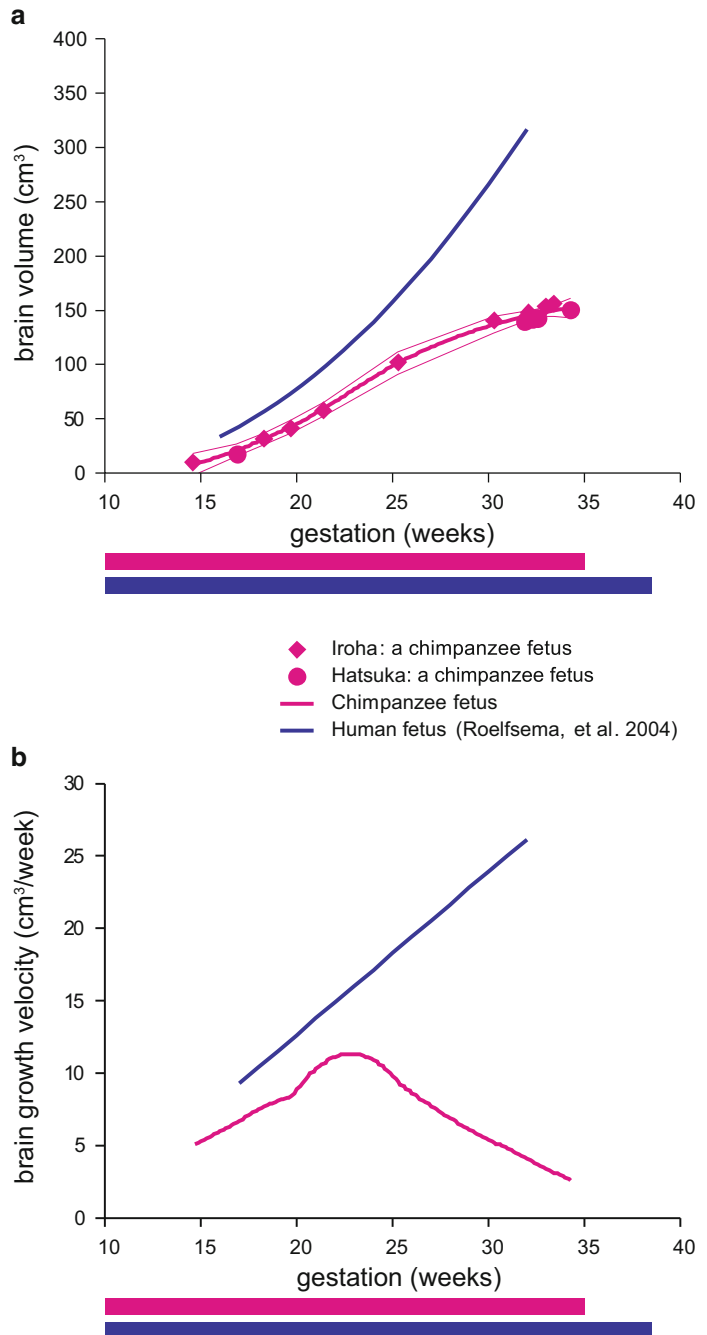 a
400
350
300
250
200
150
100
50
0
brain volume (cm³)
10 15 20 25 30 35 40
gestation (weeks)
Iroha: a chimpanzee fetus
Hatsuka: a chimpanzee fetus
Chimpanzee fetus
Human fetus (Roelfsema, et al. 2004)
b
30
25
20
15
10
5
0
brain growth velocity (cm³/week)
10 15 20 25 30 35 40
gestation (weeks)